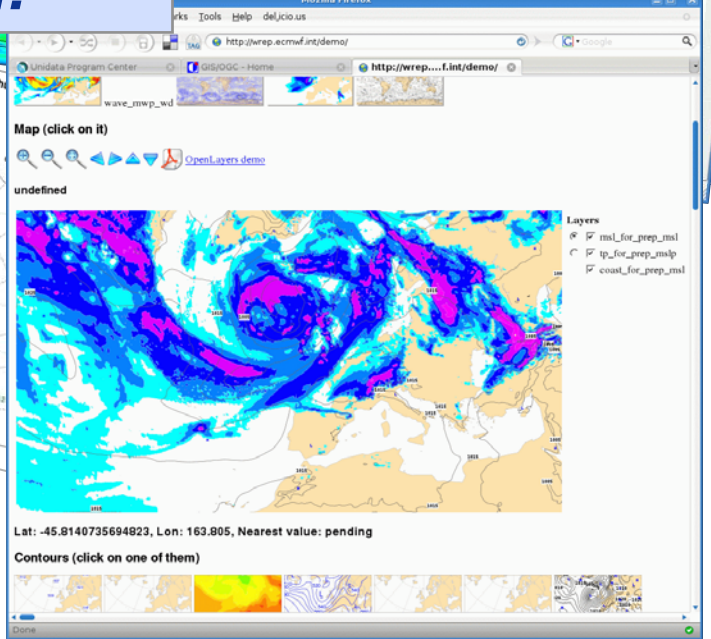 Mozilla Firefox
rks Tools Help del.icio.us
TAG http://wrep.ecmwf.int/demo/ Google
Unidata Program Center GIS/OGC - Home http://wrep....f.int/demo/
wave_mwp_wd
Map (click on it)
OpenLayers demo
undefined
Layers
msl_for_prep_msl
tp_for_prep_mslp
coast_for_prep_msl
Lat: -45.8140735694823, Lon: 163.805, Nearest value: pending
Contours (click on one of them)
Done